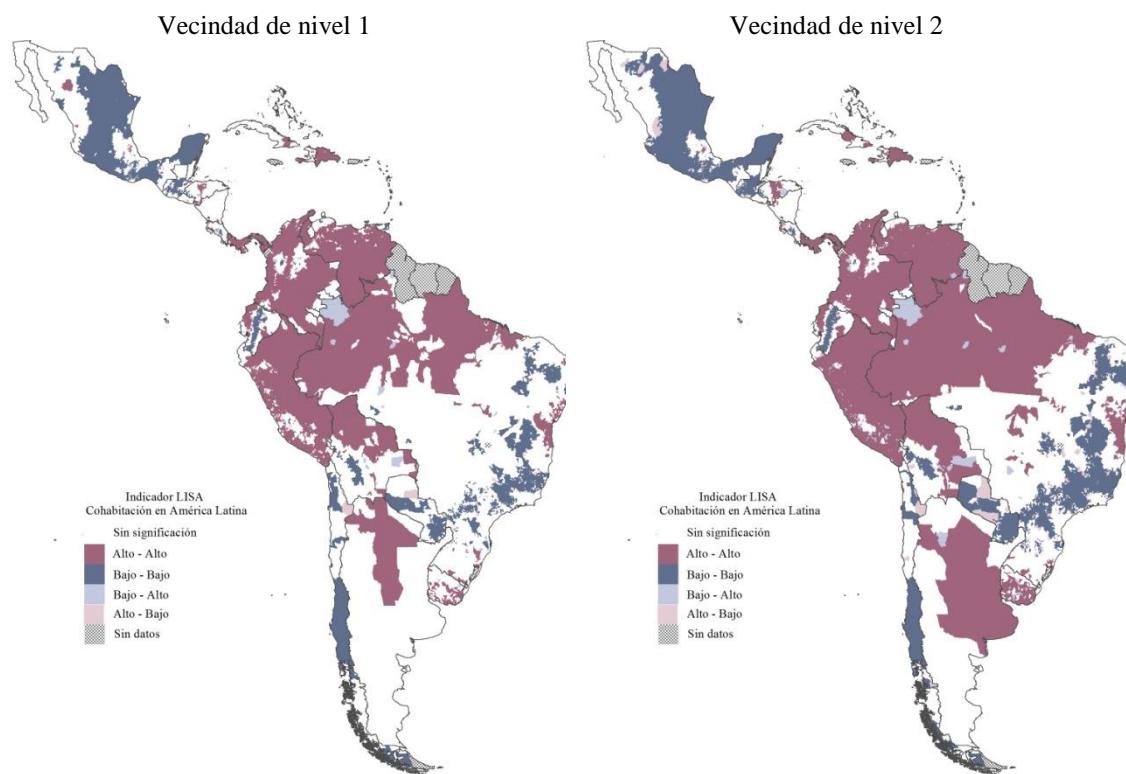 Vecindad de nivel 1
Indicador LISA
Cohabitación en América Latina
Sin significación
Alto - Alto
Bajo - Bajo
Bajo - Alto
Alto - Bajo
Sin datos
Vecindad de nivel 2
Indicador LISA
Cohabitación en América Latina
Sin significación
Alto - Alto
Bajo - Bajo
Bajo - Alto
Alto - Bajo
Sin datos